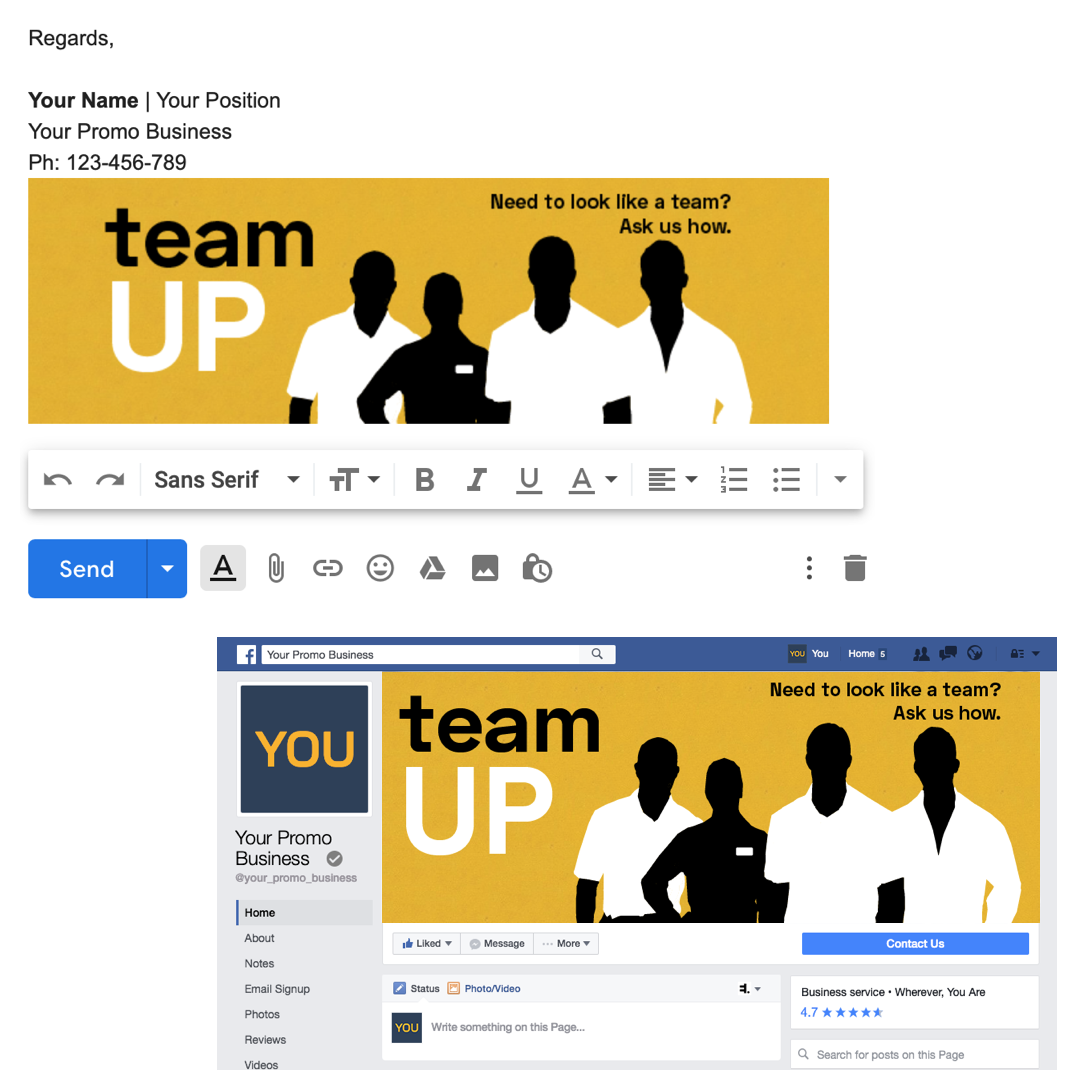 Regards,
Your Name | Your Position
Your Promo Business
Ph: 123-456-789
Need to look like a team?
Ask us how.
team
UP
Sans Serif
B I U A
Send
A
Your Promo Business
YOU You Home 5
YOU
Your Promo
Business
@your_promo_business
Home
About
Notes
Email Signup
Photos
Reviews
Videos
Need to look like a team?
Ask us how.
team
UP
Liked Message ··· More
Contact Us
Status Photo/Video
YOU Write something on this Page...
Business service • Wherever, You Are
4.7
Search for posts on this Page